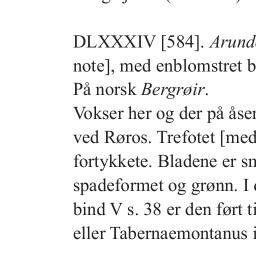 DLXXXIV [584]. Arund
note], med enblomstret b
På norsk Bergrøir.
Vokser her og der på åse
ved Røros. Trefotet [med
fortykkete. Bladene er sm
spadeformet og grønn. I
bind V s. 38 er den ført ti
eller Tabernaemontanus i